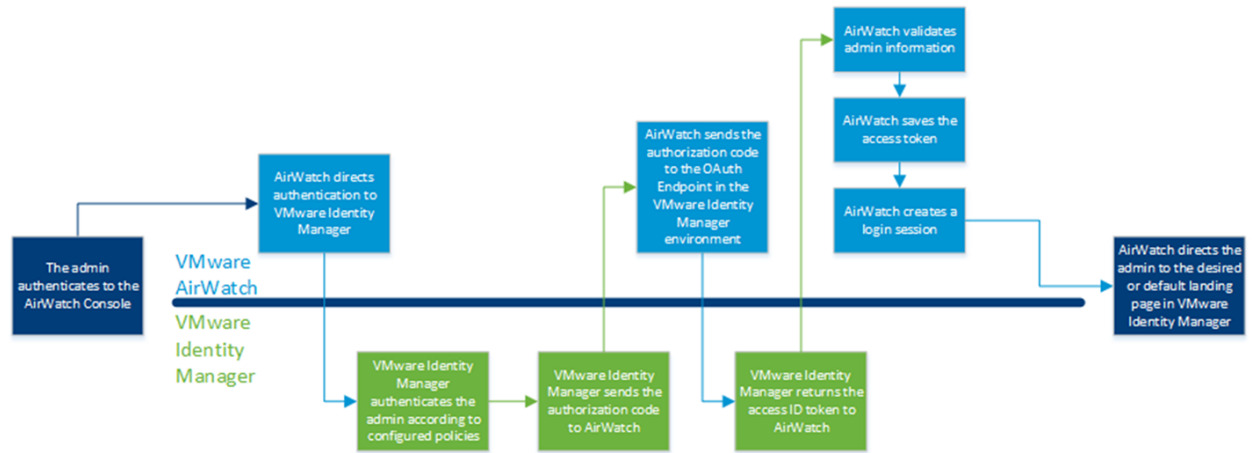 The admin
authenticates to the
AirWatch Console
AirWatch directs
authentication to
VMware Identity
Manager
VMware
AirWatch
VMware
Identity
Manager
VMware Identity
Manager
authenticates the
admin according to
configured policies
VMware Identity
Manager sends the
authorization code
to AirWatch
AirWatch sends the
authorization code
to the OAuth
Endpoint in the
VMware Identity
Manager
environment
VMware Identity
Manager returns the
access ID token to
AirWatch
AirWatch validates
admin information
AirWatch saves the
access token
AirWatch creates a
login session
AirWatch directs the
admin to the desired
or default landing
page in VMware
Identity Manager